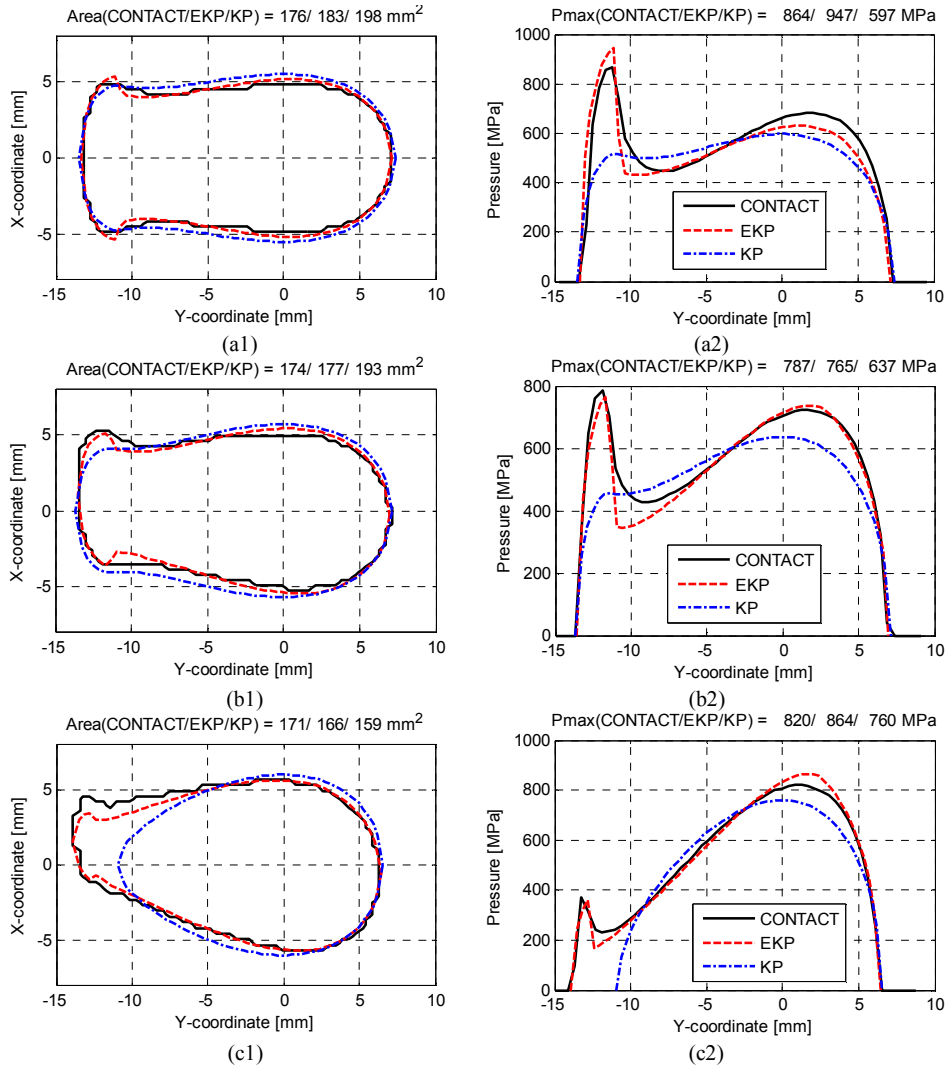 Area(CONTACT/EKP/KP) = 176/ 183/ 198 mm2
X-coordinate [mm]
5
0
-5
-15 -10 -5 0 5 10
Y-coordinate [mm]
(a1)
Pmax(CONTACT/EKP/KP) = 864/ 947/ 597 MPa
Pressure [MPa]
1000
800
600
400
200
0
CONTACT
EKP
KP
-15 -10 -5 0 5 10
Y-coordinate [mm]
(a2)
Area(CONTACT/EKP/KP) = 174/ 177/ 193 mm2
X-coordinate [mm]
5
0
-5
-15 -10 -5 0 5 10
Y-coordinate [mm]
(b1)
Pmax(CONTACT/EKP/KP) = 787/ 765/ 637 MPa
Pressure [MPa]
800
600
400
200
0
CONTACT
EKP
KP
-15 -10 -5 0 5 10
Y-coordinate [mm]
(b2)
Area(CONTACT/EKP/KP) = 171/ 166/ 159 mm2
X-coordinate [mm]
5
0
-5
-15 -10 -5 0 5 10
Y-coordinate [mm]
(c1)
Pmax(CONTACT/EKP/KP) = 820/ 864/ 760 MPa
Pressure [MPa]
1000
800
600
400
200
0
CONTACT
EKP
KP
-15 -10 -5 0 5 10
Y-coordinate [mm]
(c2)